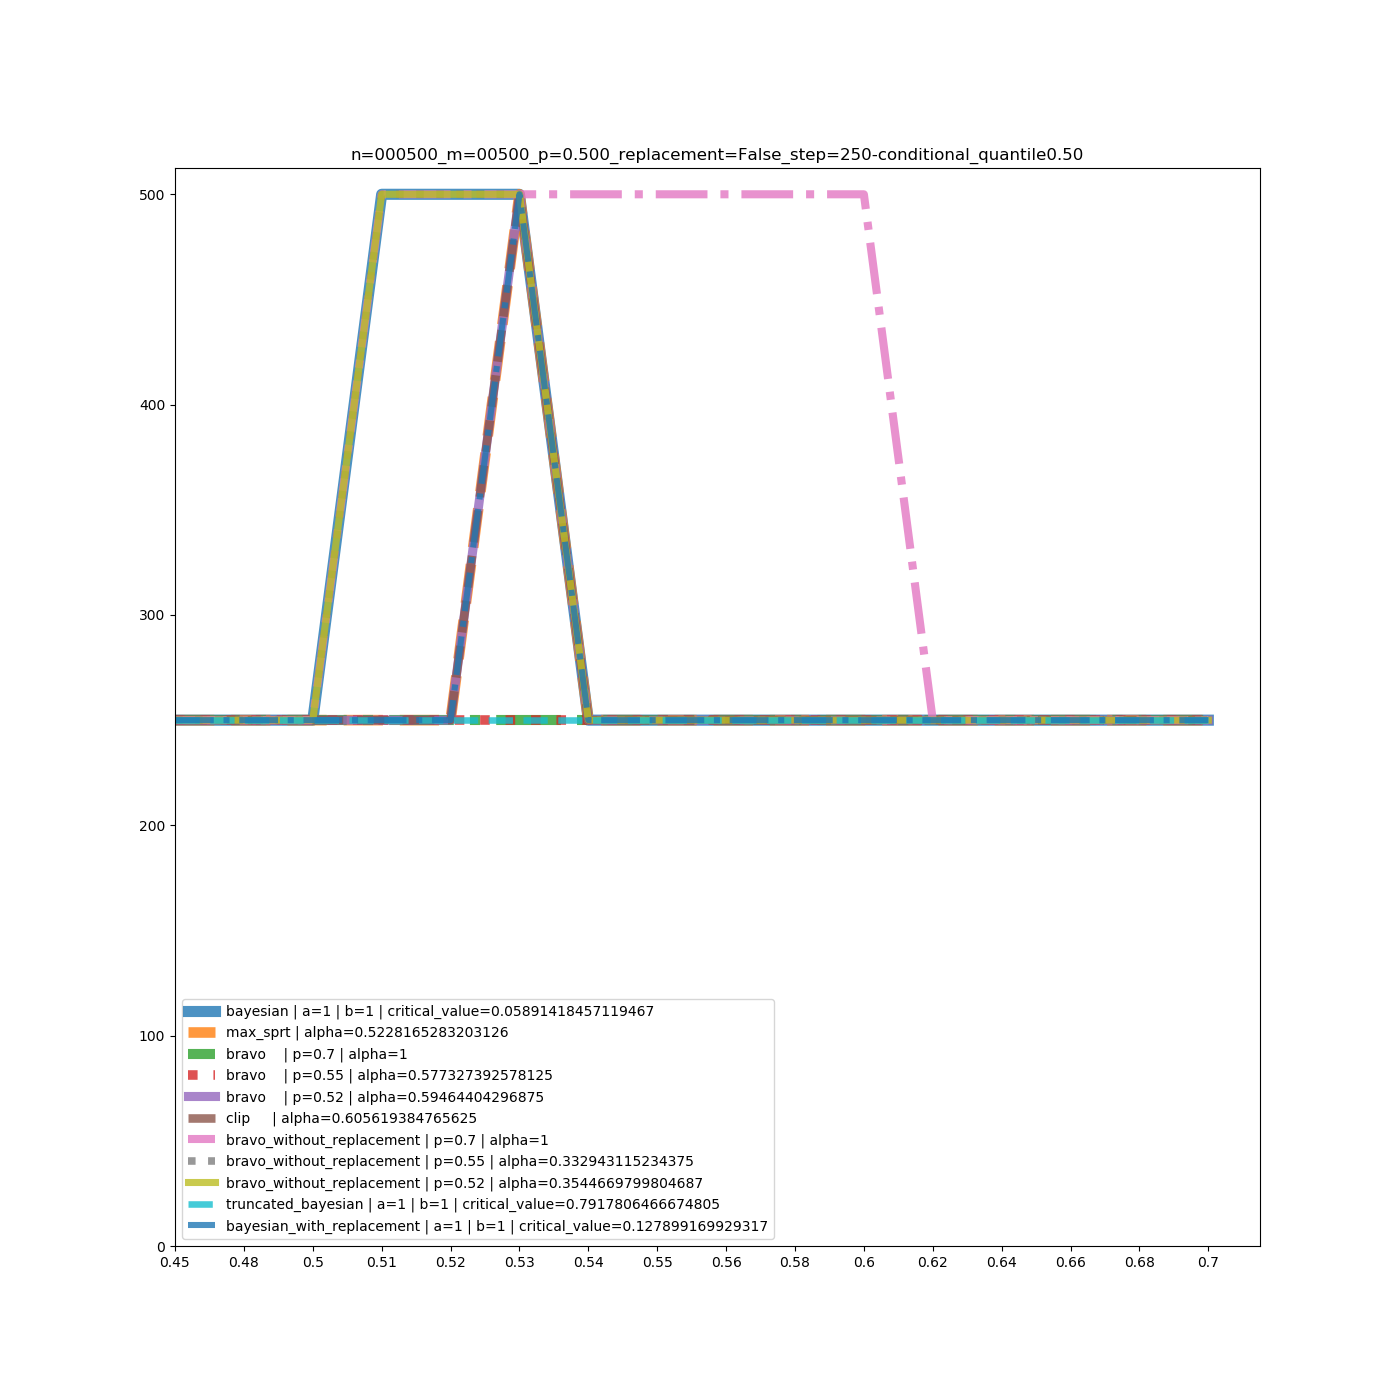 n=000500_m=00500_p=0.500_replacement=False_step=250-conditional_quantile0.50
500
400
300
200
100
0
bayesian | a=1 | b=1 | critical_value=0.05891418457119467
max_sprt | alpha=0.5228165283203126
bravo    | p=0.7 | alpha=1
bravo    | p=0.55 | alpha=0.577327392578125
bravo    | p=0.52 | alpha=0.59464404296875
clip     | alpha=0.605619384765625
bravo_without_replacement | p=0.7 | alpha=1
bravo_without_replacement | p=0.55 | alpha=0.332943115234375
bravo_without_replacement | p=0.52 | alpha=0.3544669799804687
truncated_bayesian | a=1 | b=1 | critical_value=0.7917806466674805
bayesian_with_replacement | a=1 | b=1 | critical_value=0.127899169929317
0.45 0.48 0.5 0.51 0.52 0.53 0.54 0.55 0.56 0.58 0.6 0.62 0.64 0.66 0.68 0.7